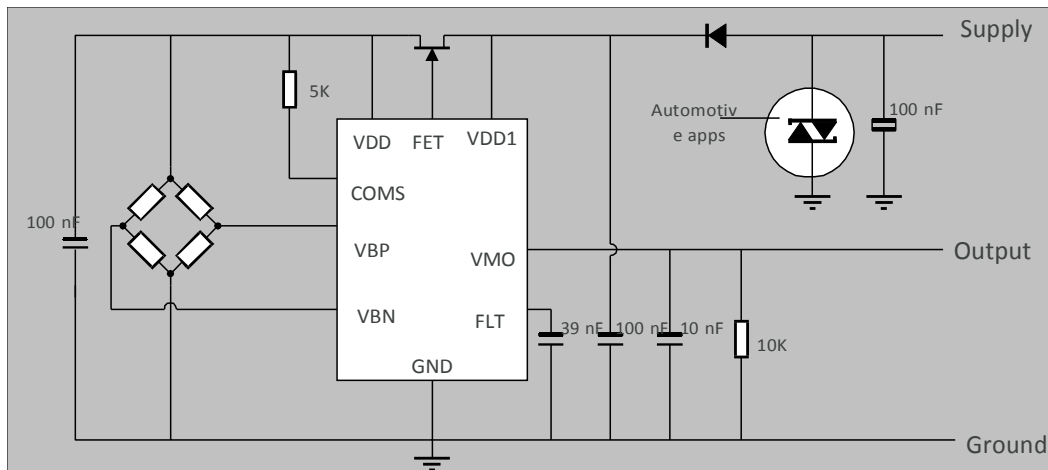 Supply
5K
Automotiv
e apps
100 nF
VDD
FET
VDD1
COMS
100 nF
VBP
VMO
Output
VBN
FLT
39 nF
100 nF
10 nF
10K
GND
Ground